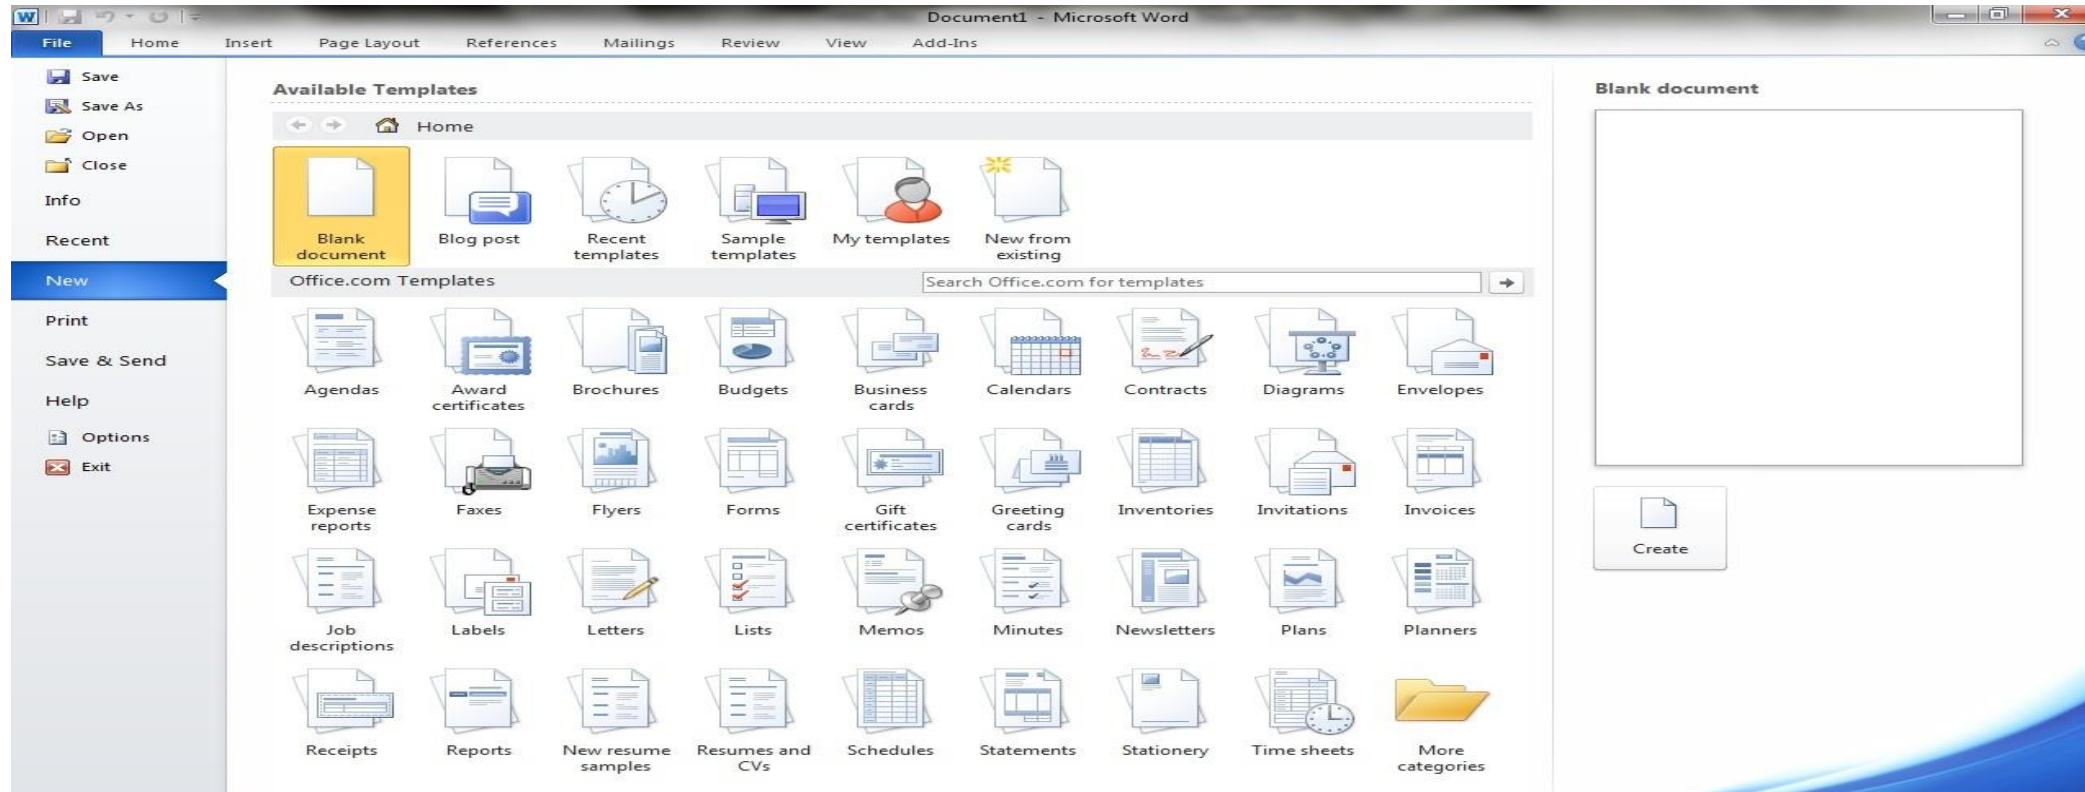 W
Document1 - Microsoft Word
File Home Insert Page Layout References Mailings Review View Add-Ins
Save
Save As
Open
Close
Info
Recent
New
Print
Save & Send
Help
Options
Exit
Available Templates
Home
Blank document
Blog post
Recent templates
Sample templates
My templates
New from existing
Office.com Templates
Search Office.com for templates
Agendas
Award certificates
Brochures
Budgets
Business cards
Calendars
Contracts
Diagrams
Envelopes
Expense reports
Faxes
Flyers
Forms
Gift certificates
Greeting cards
Inventories
Invitations
Invoices
Job descriptions
Labels
Letters
Lists
Memos
Minutes
Newsletters
Plans
Planners
Receipts
Reports
New resume samples
Resumes and CVs
Schedules
Statements
Stationery
Time sheets
More categories
Blank document
Create